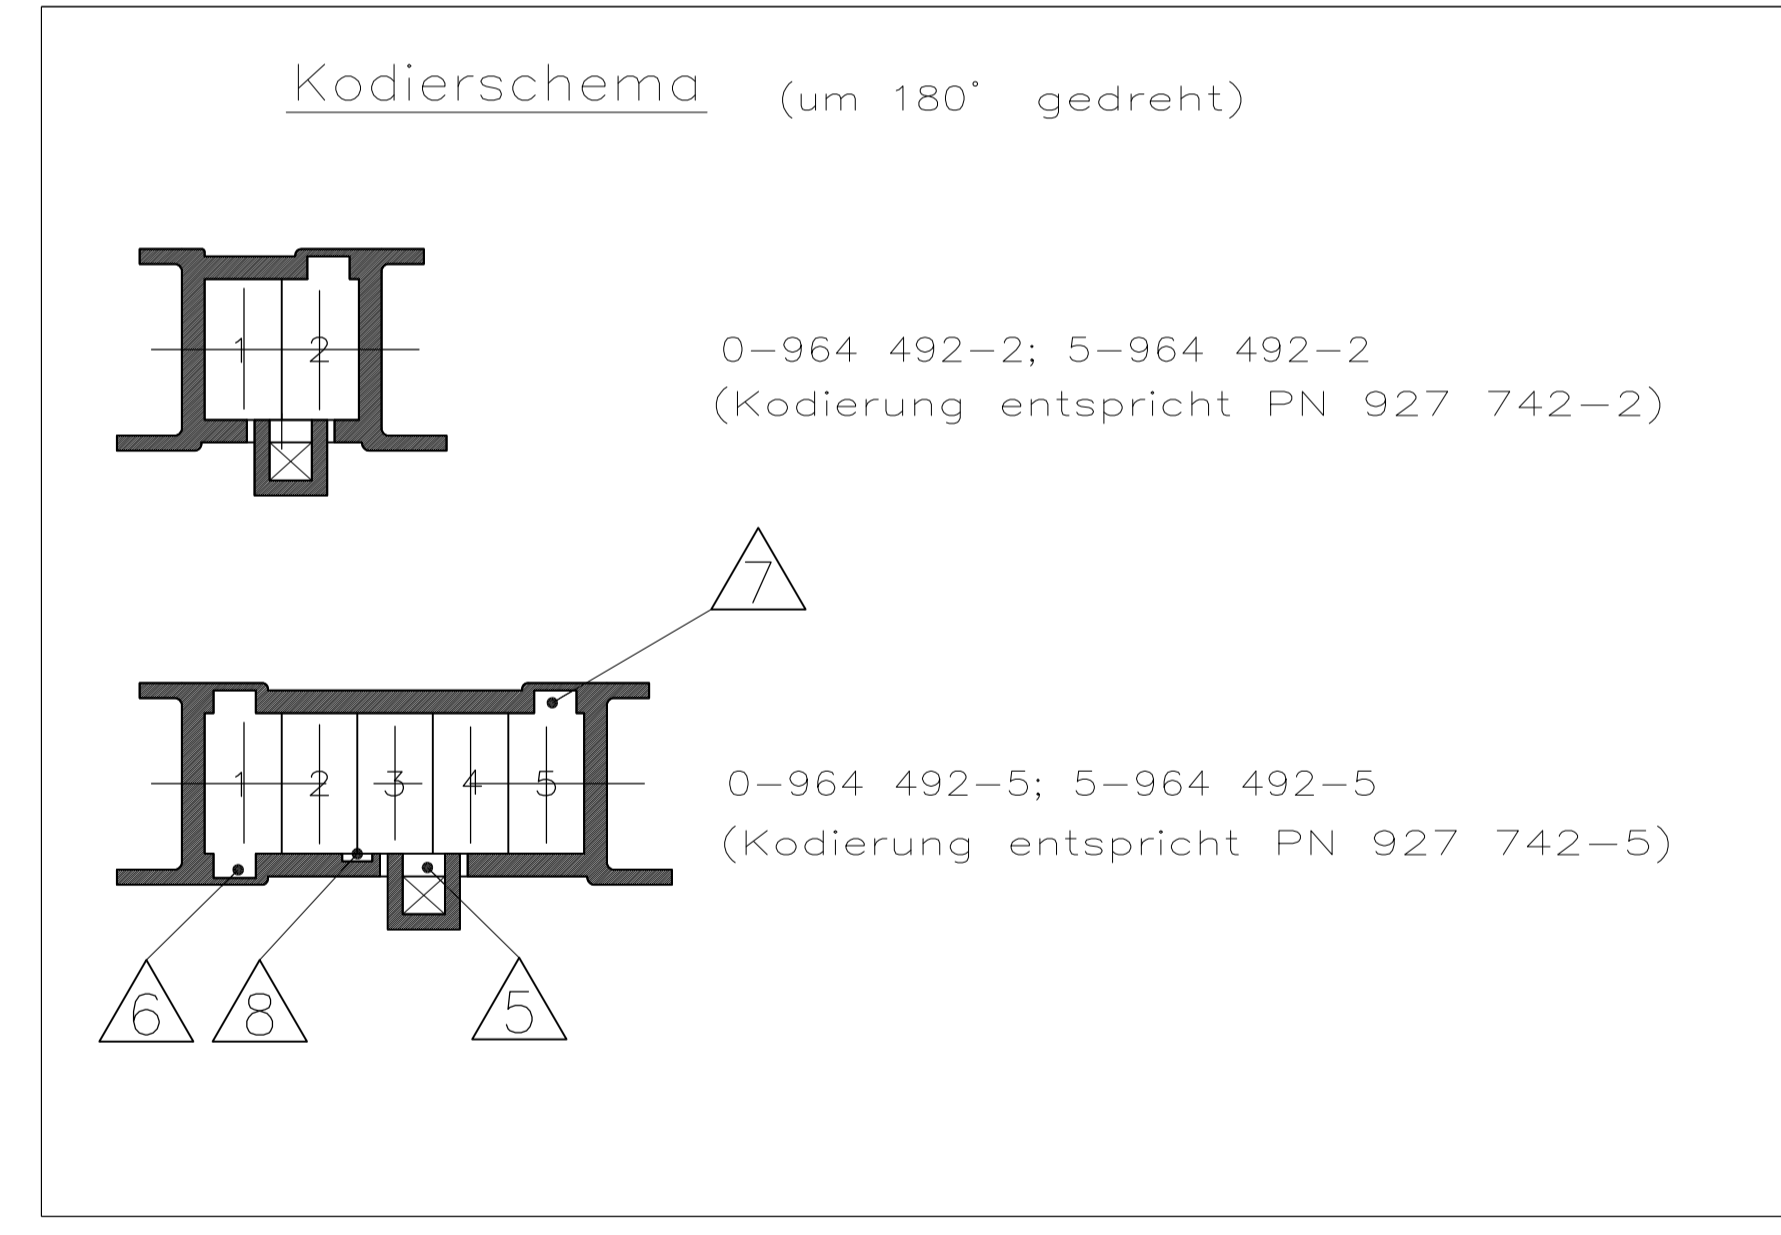 Kodierschema (um 180° gedreht)
1 2
0-964 492-2; 5-964 492-2
(Kodierung entspricht PN 927 742-2)
7
1 2 3 4 5
0-964 492-5; 5-964 492-5
(Kodierung entspricht PN 927 742-5)
6 8 5